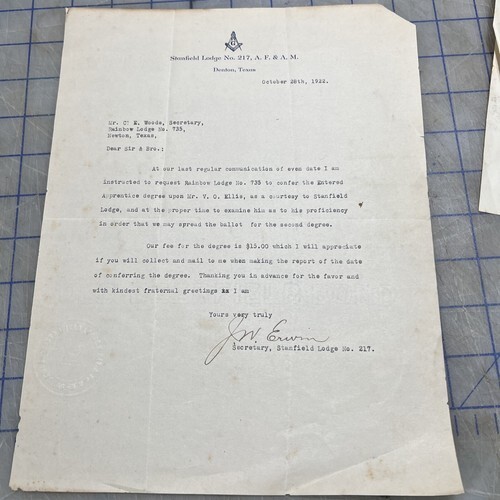 G
Stanfield Lodge No. 217, A. F. & A. M.
Denton, Texas
October 28th, 1922.
Mr. C. E. Woods, Secretary,
Rainbow Lodge No. 735,
Newton, Texas,
Dear Sir & Bro.;
At our last regular communication of even date I am
instructed to request Rainbow Lodge No. 735 to confer the Entered
Apprentice degree upon Mr. V. O. Ellis, as a courtesy to Stanfield
Lodge, and at the proper time to examine him as to his proficiency
in order that we may spread the ballot for the second degree.
Our fee for the degree is $15.00 which I will appreciate
if you will collect and mail to me when making the report of the date
of conferring the degree. Thanking you in advance for the favor and
with kindest fraternal greetings I am
Yours very truly
J.W. Erwin
Secretary, Stanfield Lodge No. 217.